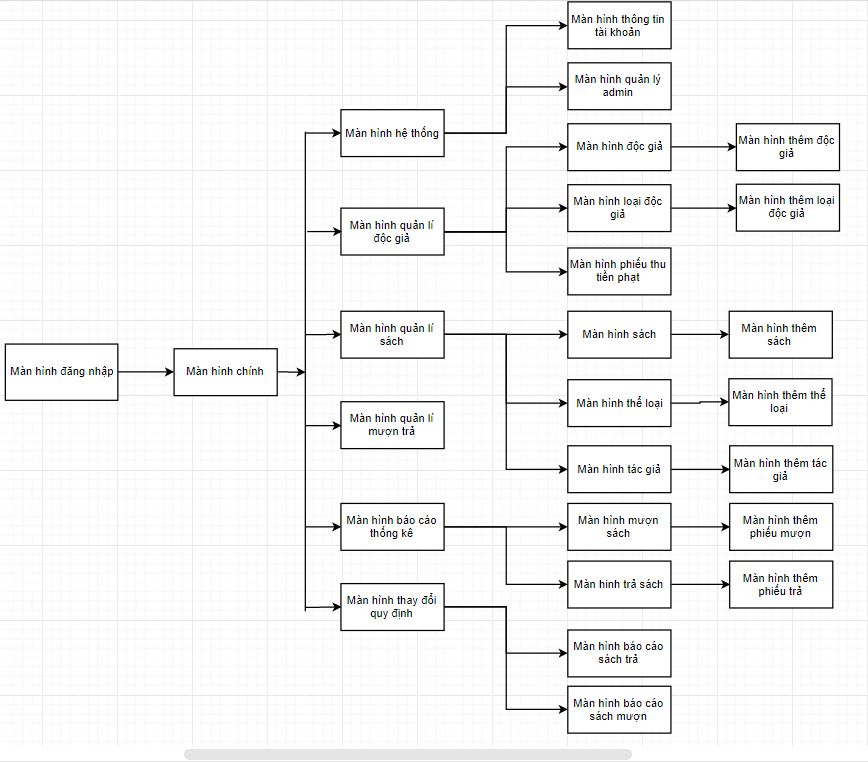 Màn hình đăng nhập
Màn hình chính
Màn hình hệ thống
Màn hình quản lí
độc giả
Màn hình quản lí
sách
Màn hình quản lí
mượn trả
Màn hình báo cáo
thống kê
Màn hình thay đổi
quy định
Màn hình thông tin
tài khoản
Màn hình quản lý
admin
Màn hình độc giả
Màn hình loại độc
giả
Màn hình phiếu thu
tiền phạt
Màn hình sách
Màn hình thể loại
Màn hình tác giả
Màn hình mượn
sách
Màn hình trả sách
Màn hình báo cáo
sách trả
Màn hình báo cáo
sách mượn
Màn hình thêm độc
giả
Màn hình thêm loại
độc giả
Màn hình thêm
sách
Màn hình thêm thể
loại
Màn hình thêm tác
giả
Màn hình thêm
phiếu mượn
Màn hình thêm
phiếu trả